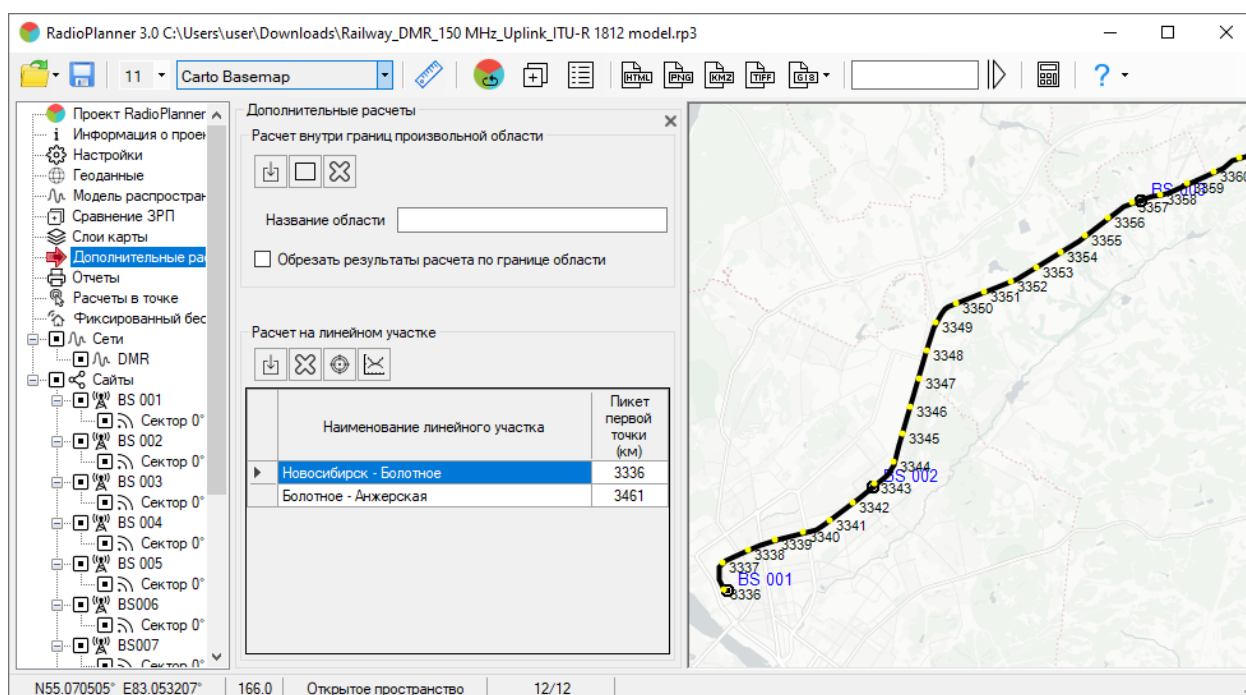 RadioPlanner 3.0 C:\Users\user\Downloads\Railway_DMR_150 MHz_Uplink_ITU-R 1812 model.rp3
11 Carto Basemap HTML PNG KMZ TIFF GIS ?
Проект RadioPlanner
Информация о проек
Настройки
Геоданные
Модель распростран
Сравнение ЗРП
Слои карты
Дополнительные ра
Отчеты
Расчеты в точке
Фиксированный бес
Сети
DMR
Сайты
BS 001
Сектор 0°
BS 002
Сектор 0°
BS 003
Сектор 0°
BS 004
Сектор 0°
BS 005
Сектор 0°
BS006
Сектор 0°
BS007
Сектор 0°
Дополнительные расчеты
Расчет внутри границ произвольной области
Название области
Обрезать результаты расчета по границе области
Расчет на линейном участке
Наименование линейного участка
Пикет
первой
точки
(км)
Новосибирск - Болотное 3336
Болотное - Анжерская 3461
3360
3359
BS 003
3358
3357
3356
3355
3354
3353
3352
3351
3350
3349
3348
3347
3346
3345
3344
BS 002
3343
3342
3341
3340
3339
3338
3337
BS 001
3336
N55.070505° E83.053207° 166.0 Открытое пространство 12/12